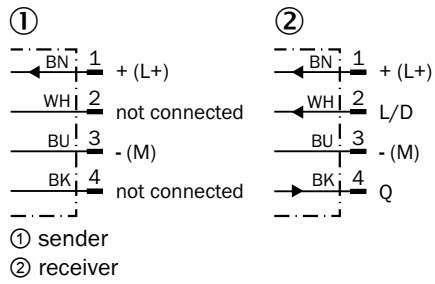 ① ②
BN 1 + (L+) BN 1 + (L+)
WH 2 not connected WH 2 L/D
BU 3 - (M) BU 3 - (M)
BK 4 not connected BK 4 Q
① sender
② receiver